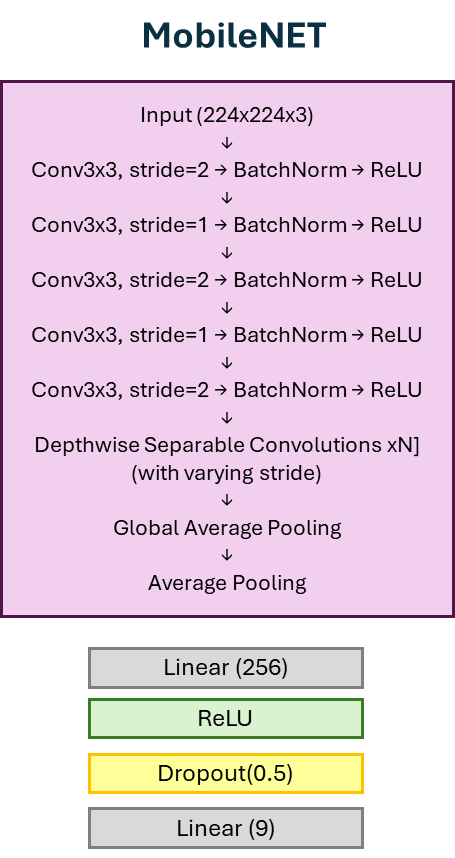 MobileNET
Input (224x224x3)
↓
Conv3x3, stride=2 → BatchNorm → ReLU
↓
Conv3x3, stride=1 → BatchNorm → ReLU
↓
Conv3x3, stride=2 → BatchNorm → ReLU
↓
Conv3x3, stride=1 → BatchNorm → ReLU
↓
Conv3x3, stride=2 → BatchNorm → ReLU
↓
Depthwise Separable Convolutions xN]
(with varying stride)
↓
Global Average Pooling
↓
Average Pooling
Linear (256)
ReLU
Dropout(0.5)
Linear (9)